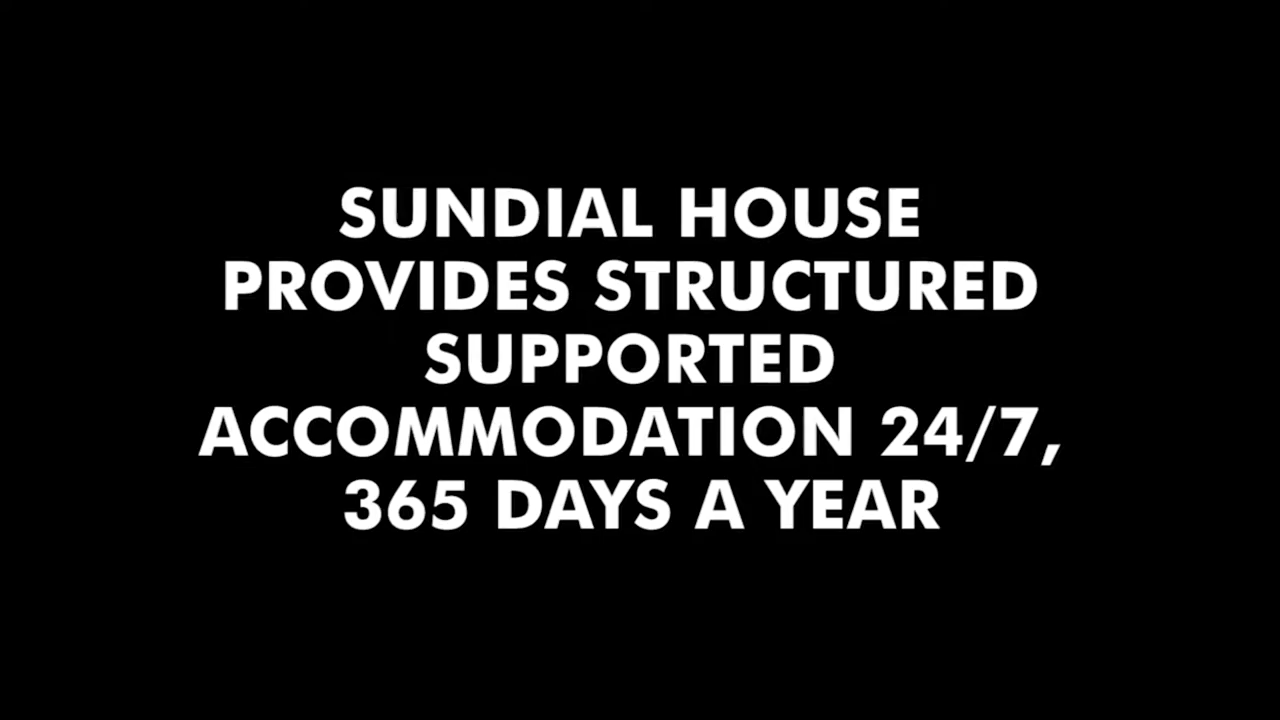 SUNDIAL HOUSE
PROVIDES STRUCTURED
SUPPORTED
ACCOMMODATION 24/7,
365 DAYS A YEAR